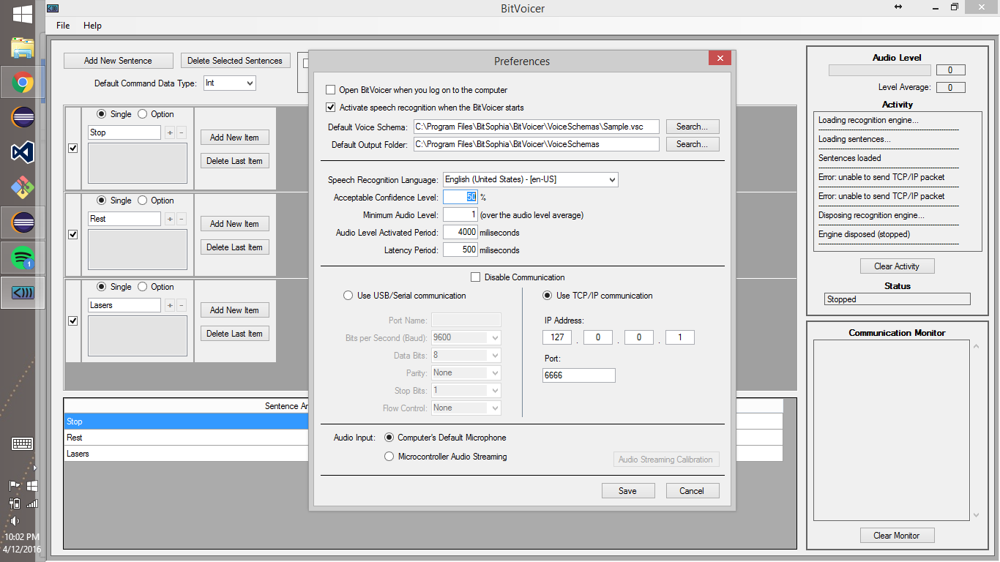 BitVoicer
File Help
Add New Sentence
Delete Selected Sentences
Default Command Data Type: Int
Single Option
Stop
+ -
Add New Item
Delete Last Item
Single Option
Rest
+ -
Add New Item
Delete Last Item
Single Option
Lasers
+ -
Add New Item
Delete Last Item
Sentence Ar
Stop
Rest
Lasers
Preferences
Open BitVoicer when you log on to the computer
Activate speech recognition when the BitVoicer starts
Default Voice Schema: C:\Program Files\BitSophia\BitVoicer\VoiceSchemas\Sample.vsc Search...
Default Output Folder: C:\Program Files\BitSophia\BitVoicer\VoiceSchemas Search...
Speech Recognition Language: English (United States) - [en-US]
Acceptable Confidence Level: 50 %
Minimum Audio Level: 1 (over the audio level average)
Audio Level Activated Period: 4000 miliseconds
Latency Period: 500 miliseconds
Disable Communication
Use USB/Serial communication
Port Name:
Bits per Second (Baud): 9600
Data Bits: 8
Parity: None
Stop Bits: 1
Flow Control: None
Use TCP/IP communication
IP Address:
127 . 0 . 0 . 1
Port:
6666
Audio Input: Computer's Default Microphone
Microcontroller Audio Streaming
Audio Streaming Calibration
Save Cancel
Audio Level
0
Level Average: 0
Activity
Loading recognition engine...
Loading sentences...
Sentences loaded
Error: unable to send TCP/IP packet
Error: unable to send TCP/IP packet
Disposing recognition engine...
Engine disposed (stopped)
Clear Activity
Status
Stopped
Communication Monitor
Clear Monitor
1
10:02 PM
4/12/2016